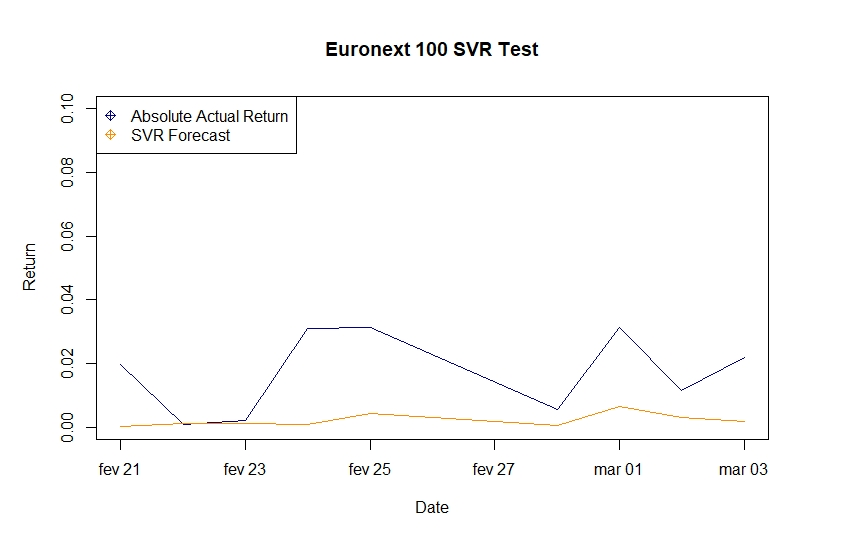 Euronext 100 SVR Test
Absolute Actual Return
SVR Forecast
0.10
0.08
0.06
0.04
0.02
0.00
Return
fev 21 fev 23 fev 25 fev 27 mar 01 mar 03
Date